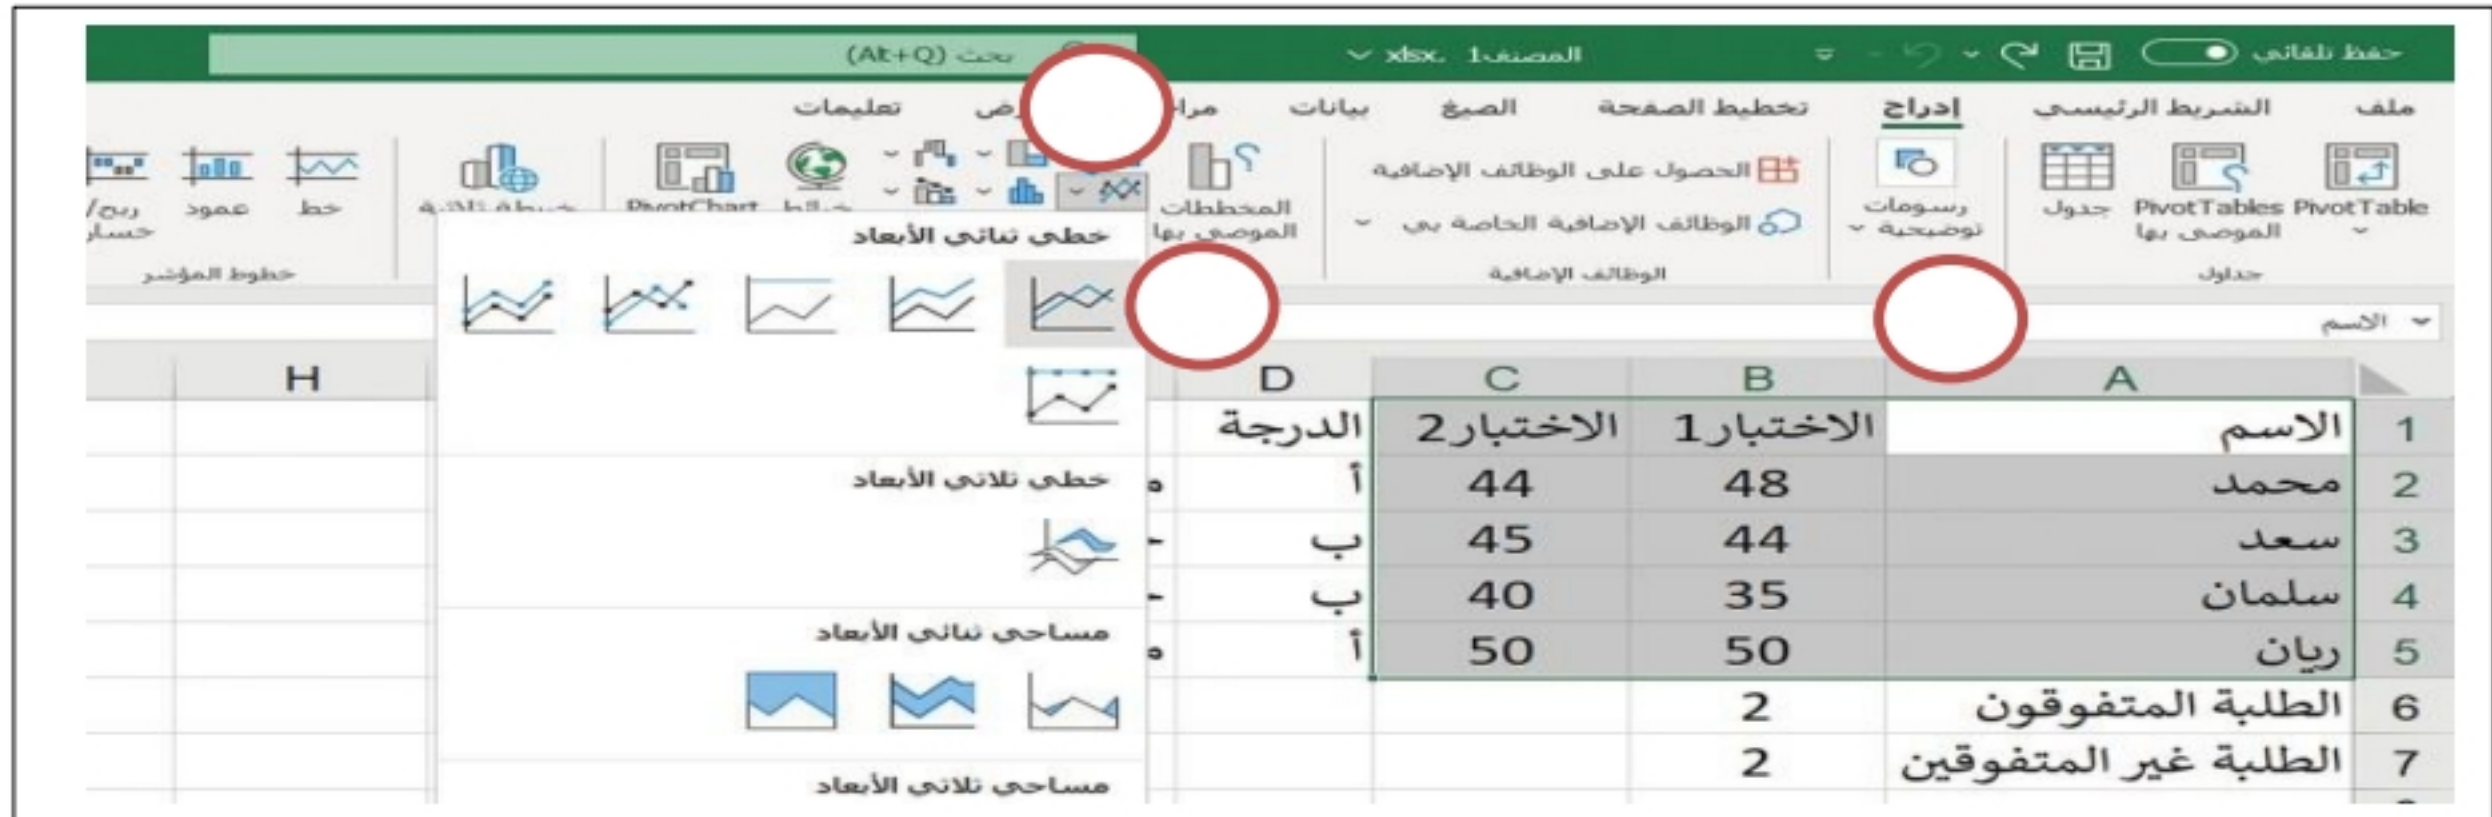 حفظ تلقائي
المصنف1 .xlsx
بحث (Alt+Q)
ملف الشريط الرئيسي إدراج تخطيط الصفحة الصيغ بيانات تعليمات
PivotTable
PivotTables الموصى بها
جدول
جداول
رسومات توضيحية
الحصول على الوظائف الإضافية
الوظائف الإضافية الخاصة بي
الوظائف الإضافية
المخططات الموصى بها
PivotChart
خط
عمود
ربح/
خطوط المؤشر
الاسم
خطي ثنائي الأبعاد
خطي ثلاثي الأبعاد
مساحي ثنائي الأبعاد
مساحي ثلاثي الأبعاد
A B C D H
1 الاسم الاختبار1 الاختبار2 الدرجة
2 محمد 48 44 أ
3 سعد 44 45 ب
4 سلمان 35 40 ب
5 ريان 50 50 أ
6 الطلبة المتفوقون 2
7 الطلبة غير المتفوقين 2